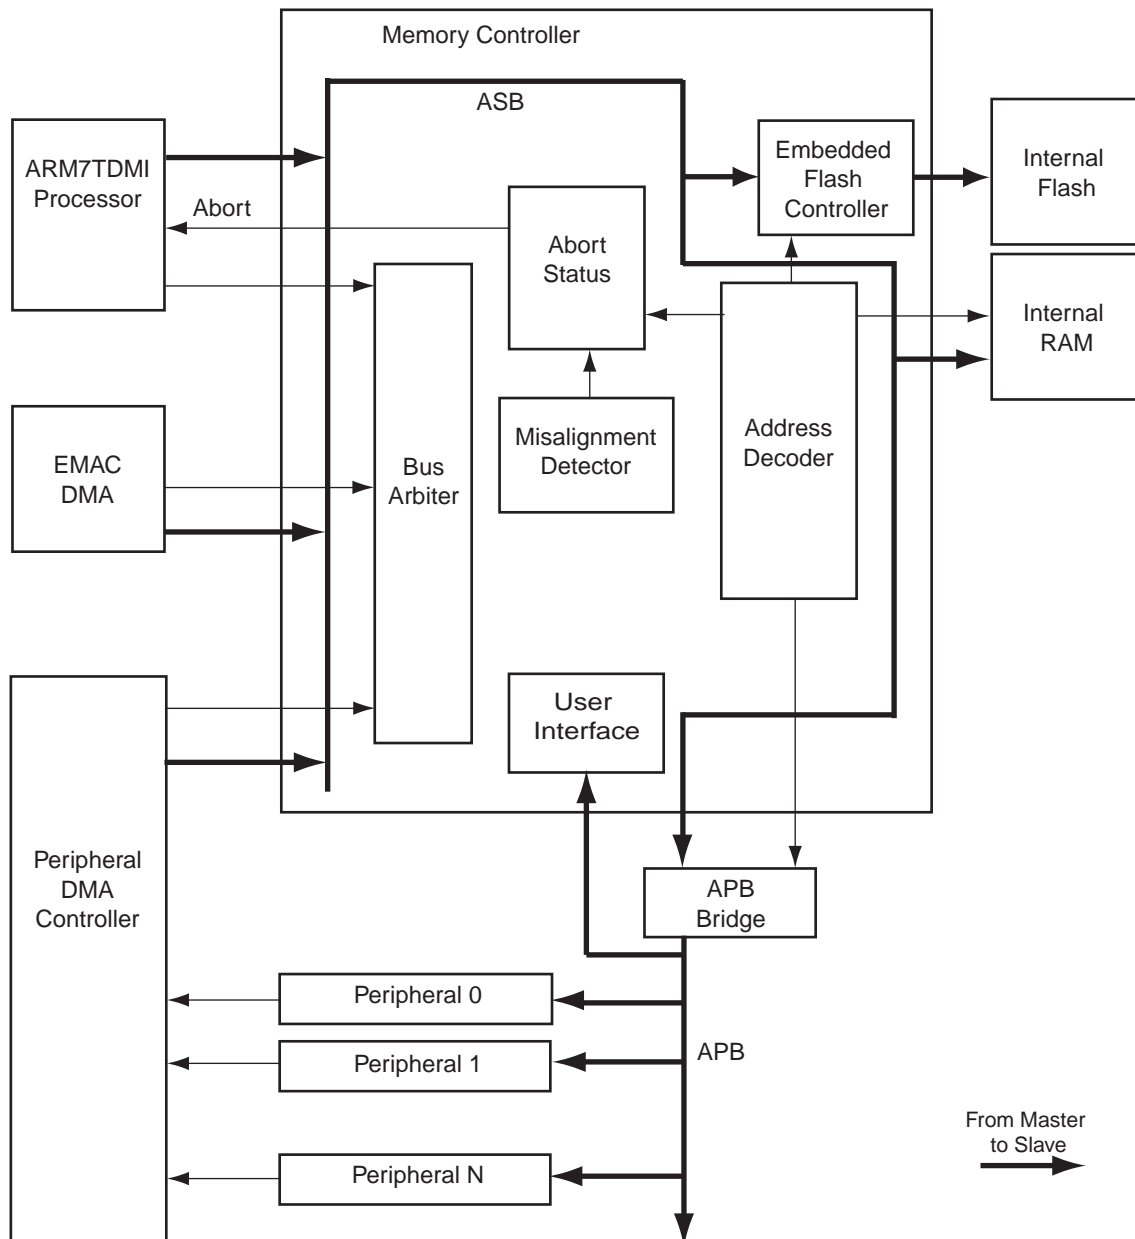 Memory Controller
ASB
ARM7TDMI
Processor
Abort
Embedded
Flash
Controller
Internal
Flash
Abort
Status
Internal
RAM
EMAC
DMA
Bus
Arbiter
Misalignment
Detector
Address
Decoder
User
Interface
Peripheral
DMA
Controller
APB
Bridge
Peripheral 0
Peripheral 1
APB
Peripheral N
From Master
to Slave